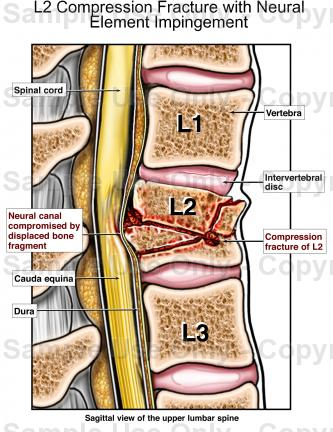 L2 Compression Fracture with Neural
Element Impingement
Spinal cord
L1
Vertebra
Intervertebral
disc
L2
Neural canal
compromised by
displaced bone
fragment
Compression
fracture of L2
Cauda equina
Dura
L3
Sagittal view of the upper lumbar spine